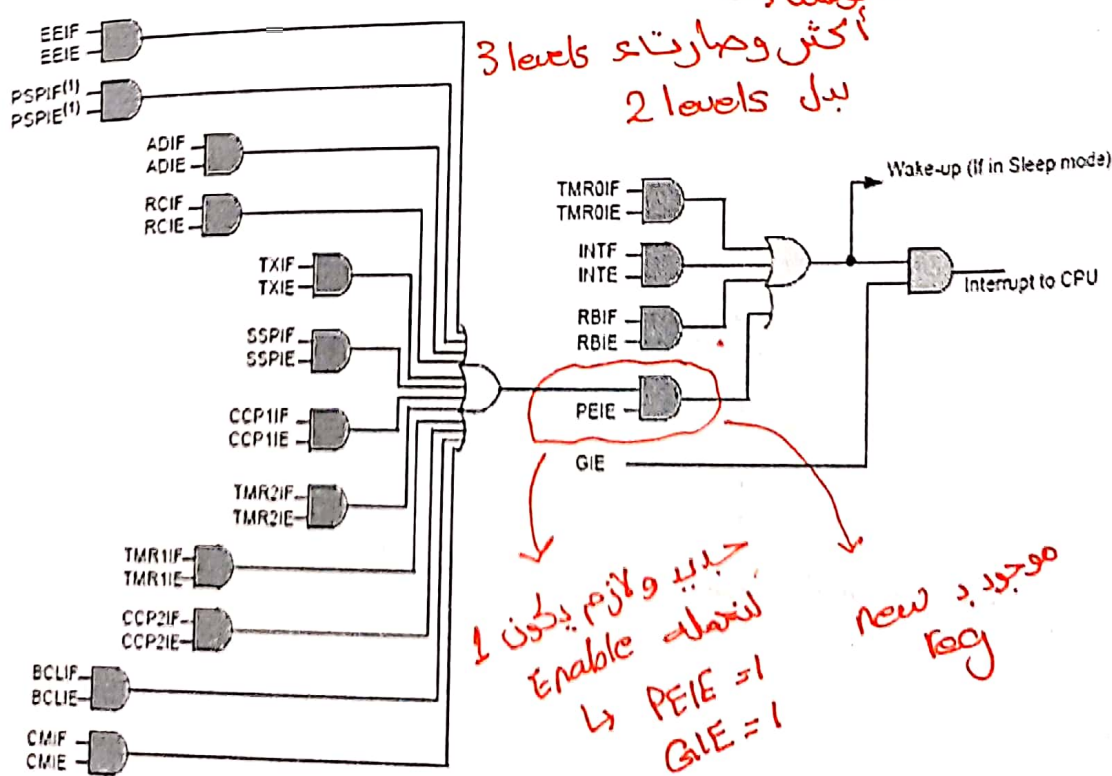 أكثر وصارت 3 levels
بدل 2 levels
EEIF
EEIE
PSPIF(1)
PSPIE(1)
ADIF
ADIE
RCIF
RCIE
TXIF
TXIE
SSPIF
SSPIE
CCP1IF
CCP1IE
TMR2IF
TMR2IE
TMR1IF
TMR1IE
CCP2IF
CCP2IE
BCLIF
BCLIE
CMIF
CMIE
TMR0IF
TMR0IE
INTF
INTE
RBIF
RBIE
PEIE
GIE
Wake-up (If in Sleep mode)
Interrupt to CPU
جديد ولازم يكون 1
لنعمله Enable
↳ PEIE = 1
GIE = 1
موجود بـ new
reg